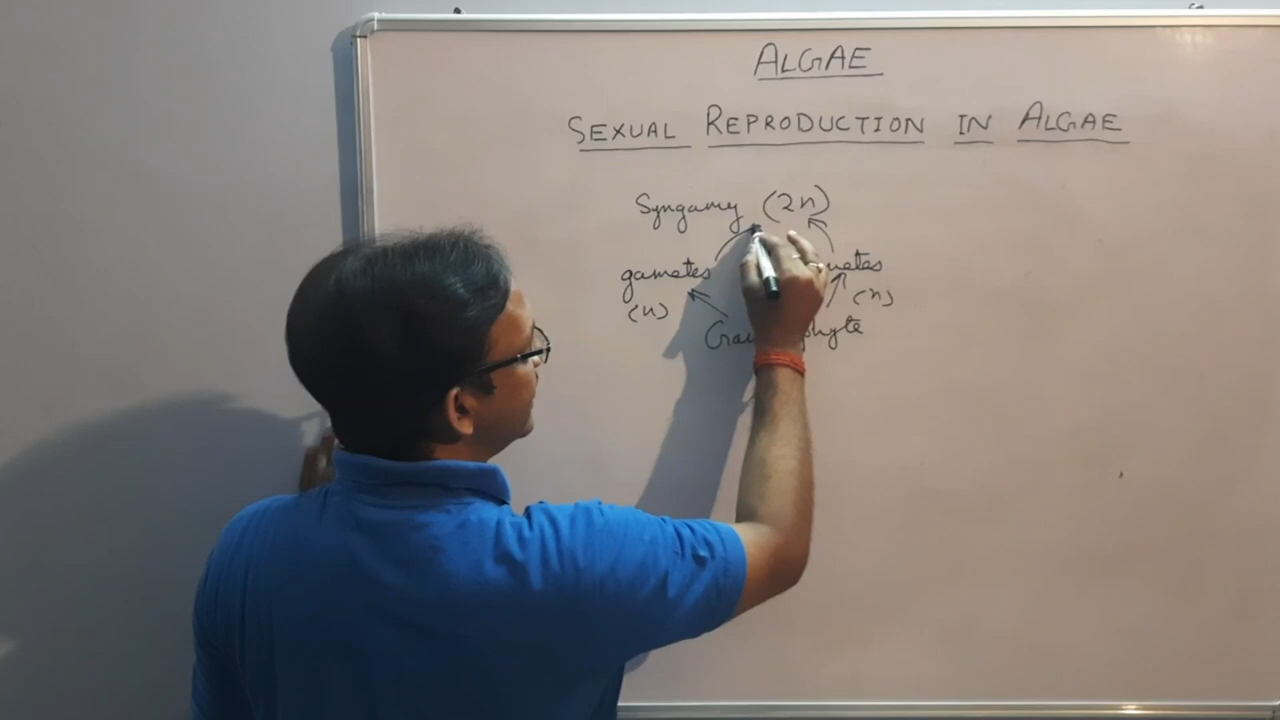 ALGAE
SEXUAL REPRODUCTION IN ALGAE
Syngamy (2n)
gametes
(n) (n)